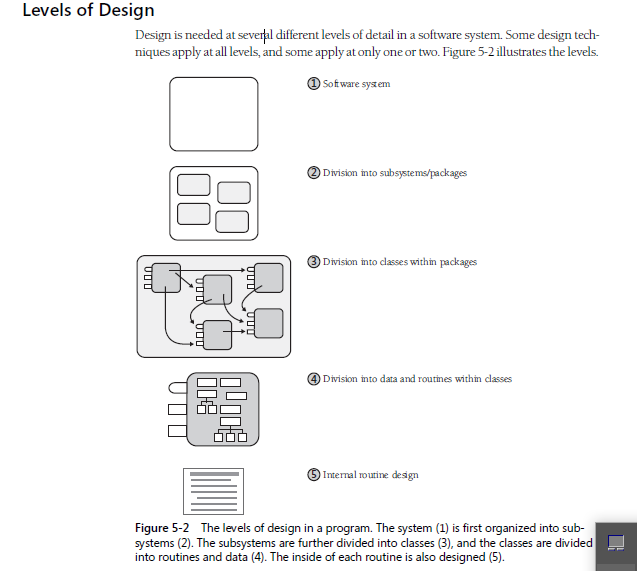 Levels of Design
Design is needed at several different levels of detail in a software system. Some design tech-
niques apply at all levels, and some apply at only one or two. Figure 5-2 illustrates the levels.
1 Software system
2 Division into subsystems/packages
3 Division into classes within packages
4 Division into data and routines within classes
5 Internal routine design
Figure 5-2 The levels of design in a program. The system (1) is first organized into sub-
systems (2). The subsystems are further divided into classes (3), and the classes are divided
into routines and data (4). The inside of each routine is also designed (5).